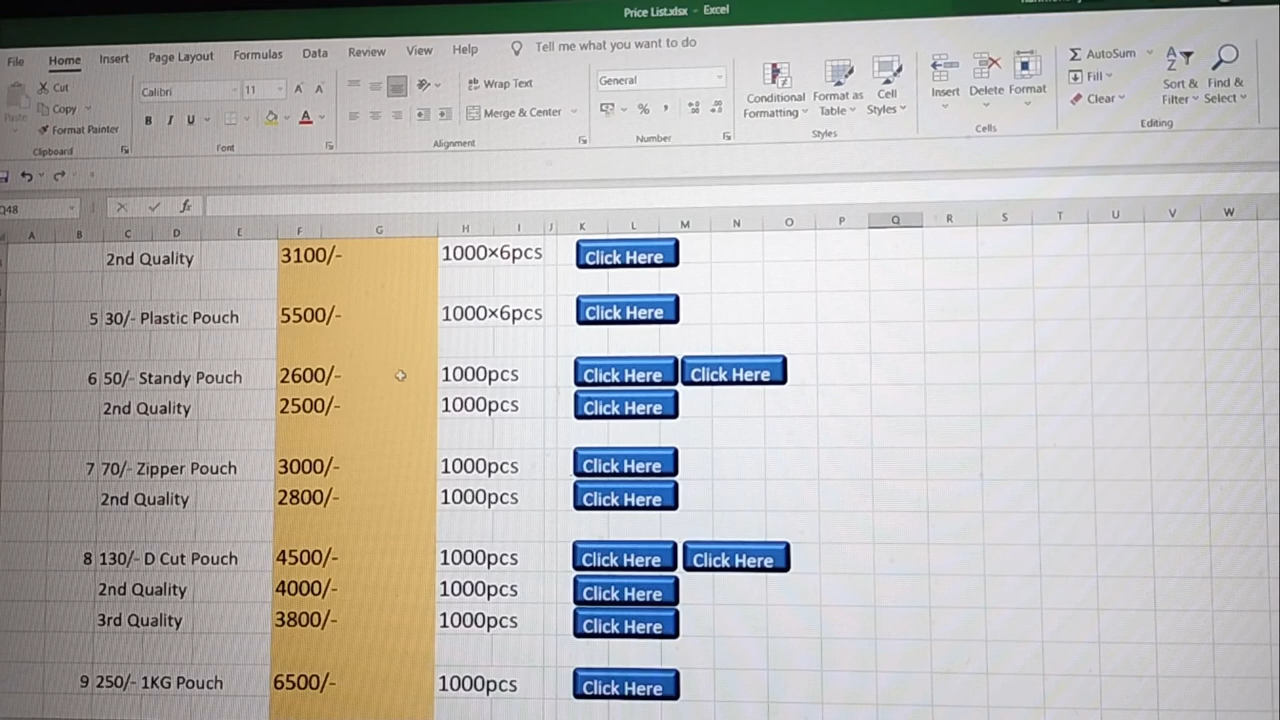 Price List.xlsx - Excel
File Home Insert Page Layout Formulas Data Review View Help Tell me what you want to do
Cut
Copy
Paste
Format Painter
Clipboard
Calibri 11 A A
B I U A
Font
Wrap Text
Merge & Center
Alignment
General
%
Number
Conditional Formatting
Format as Table
Cell Styles
Styles
Insert Delete Format
Cells
AutoSum
Fill
Clear
Sort & Filter
Find & Select
Editing
Q48 fx
A B C D E F G H I J K L M N O P Q R S T U V W
2nd Quality 3100/- 1000×6pcs Click Here
5 30/- Plastic Pouch 5500/- 1000×6pcs Click Here
6 50/- Standy Pouch 2600/- 1000pcs Click Here Click Here
2nd Quality 2500/- 1000pcs Click Here
7 70/- Zipper Pouch 3000/- 1000pcs Click Here
2nd Quality 2800/- 1000pcs Click Here
8 130/- D Cut Pouch 4500/- 1000pcs Click Here Click Here
2nd Quality 4000/- 1000pcs Click Here
3rd Quality 3800/- 1000pcs Click Here
9 250/- 1KG Pouch 6500/- 1000pcs Click Here